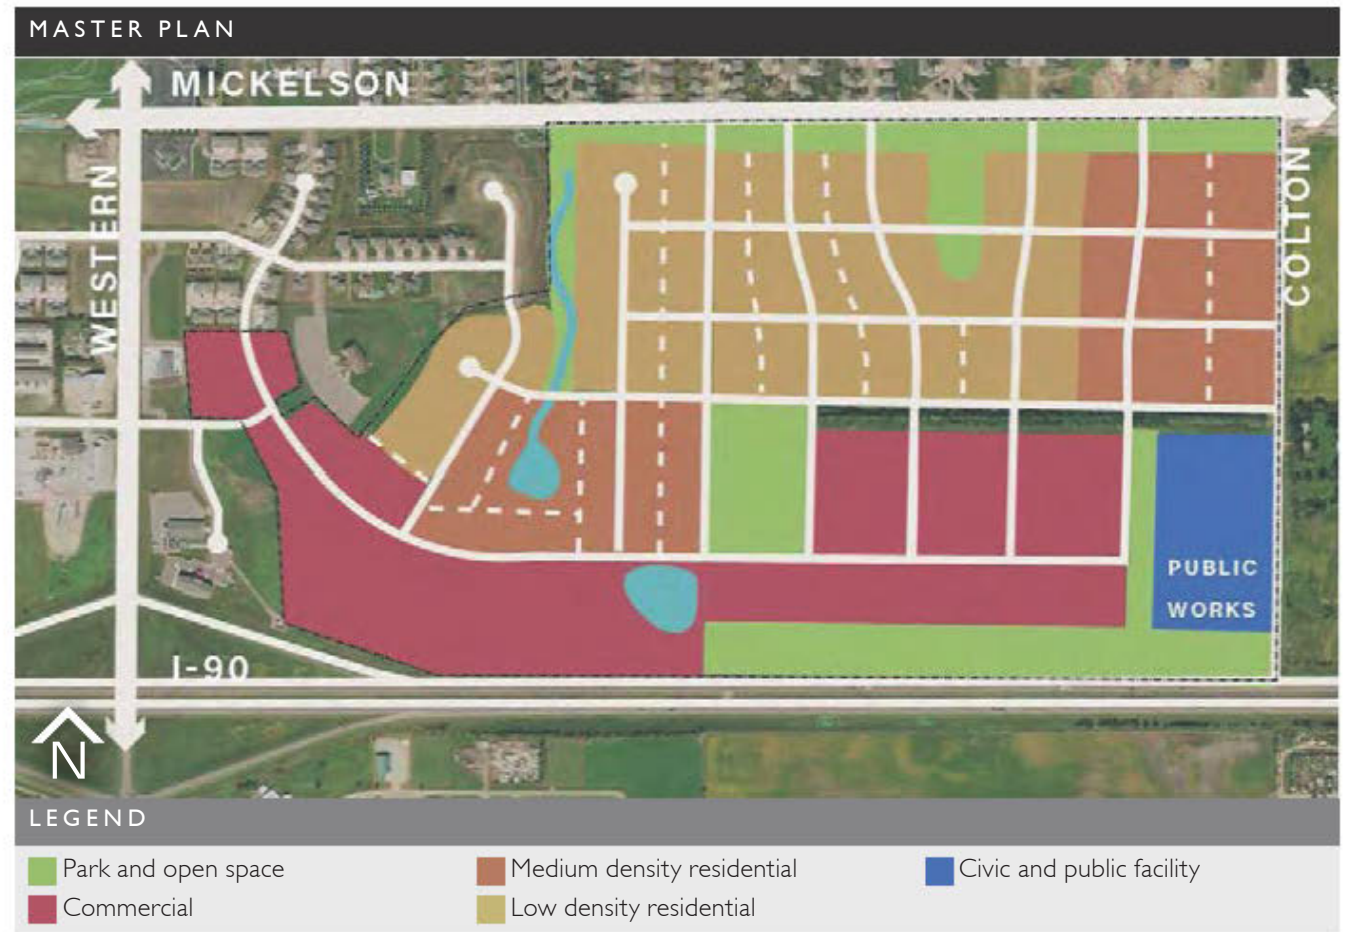 MASTER PLAN
MICKELSON
WESTERN
COLTON
PUBLIC
WORKS
I-90
N
LEGEND
Park and open space
Medium density residential
Civic and public facility
Commercial
Low density residential